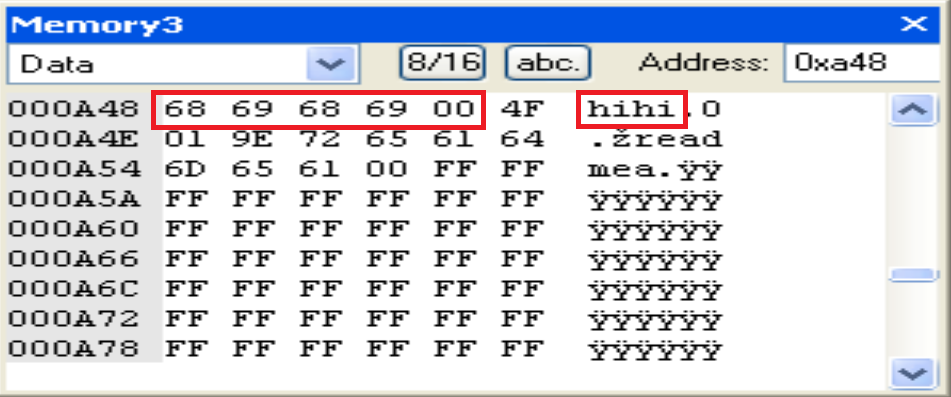 Memory3
Data 8/16 abc. Address: 0xa48
000A48 68 69 68 69 00 4F hihi.O
000A4E 01 9E 72 65 61 64 .žread
000A54 6D 65 61 00 FF FF mea.ÿÿ
000A5A FF FF FF FF FF FF ÿÿÿÿÿÿ
000A60 FF FF FF FF FF FF ÿÿÿÿÿÿ
000A66 FF FF FF FF FF FF ÿÿÿÿÿÿ
000A6C FF FF FF FF FF FF ÿÿÿÿÿÿ
000A72 FF FF FF FF FF FF ÿÿÿÿÿÿ
000A78 FF FF FF FF FF FF ÿÿÿÿÿÿ